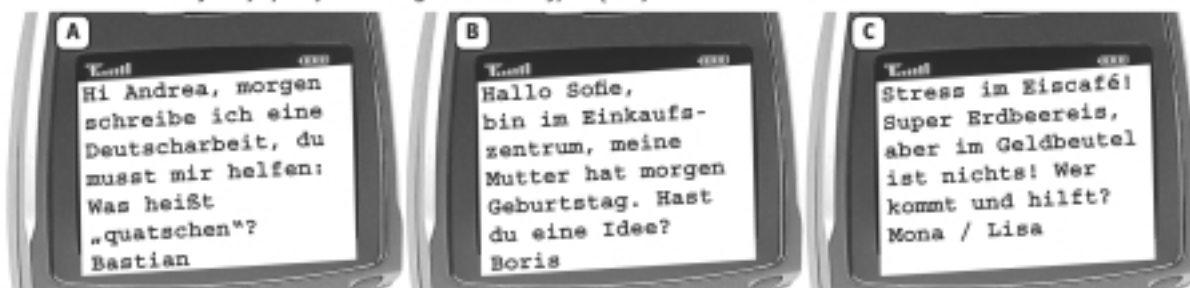 A
Hi Andrea, morgen
schreibe ich eine
Deutscharbeit, du
musst mir helfen:
Was heißt
„quatschen“?
Bastian
B
Hallo Sofie,
bin im Einkaufs-
zentrum, meine
Mutter hat morgen
Geburtstag. Hast
du eine Idee?
Boris
C
Stress im Eiscafé!
Super Erdbeereis,
aber im Geldbeutel
ist nichts! Wer
kommt und hilft?
Mona / Lisa